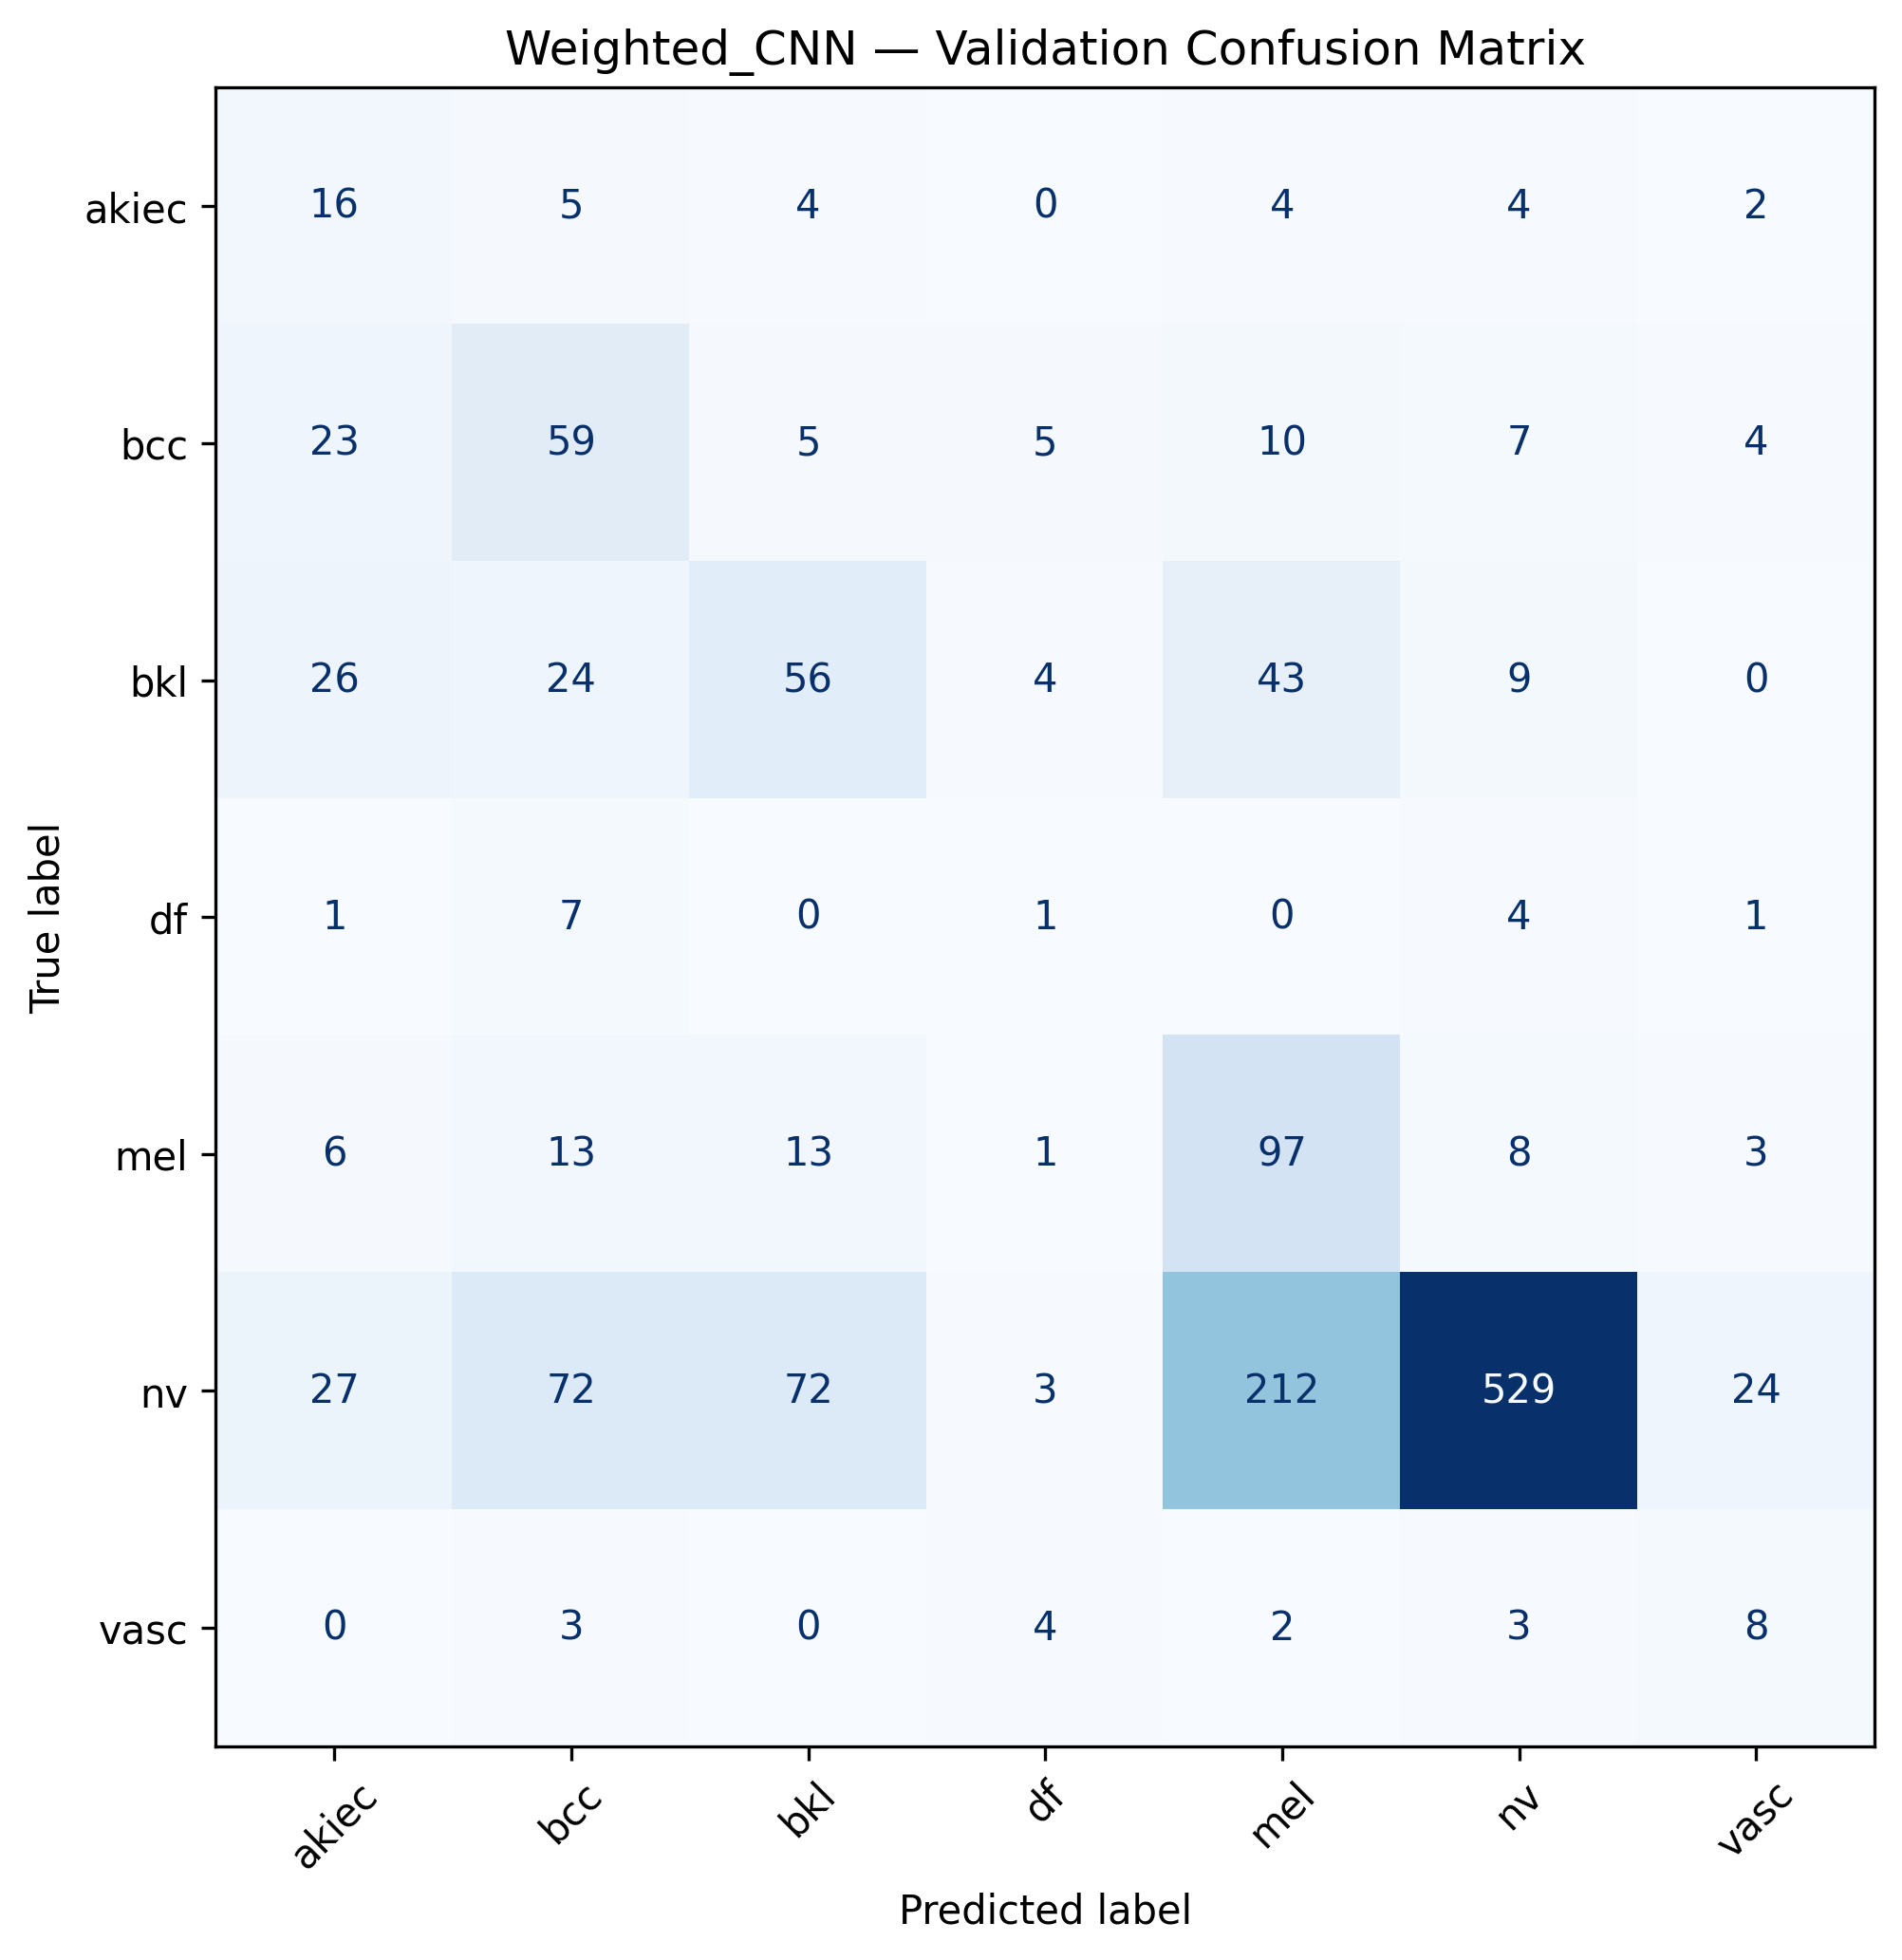 Weighted_CNN — Validation Confusion Matrix
akiec 16 5 4 0 4 4 2
bcc 23 59 5 5 10 7 4
bkl 26 24 56 4 43 9 0
df 1 7 0 1 0 4 1
mel 6 13 13 1 97 8 3
nv 27 72 72 3 212 529 24
vasc 0 3 0 4 2 3 8
True label
akiec bcc bkl df mel nv vasc
Predicted label